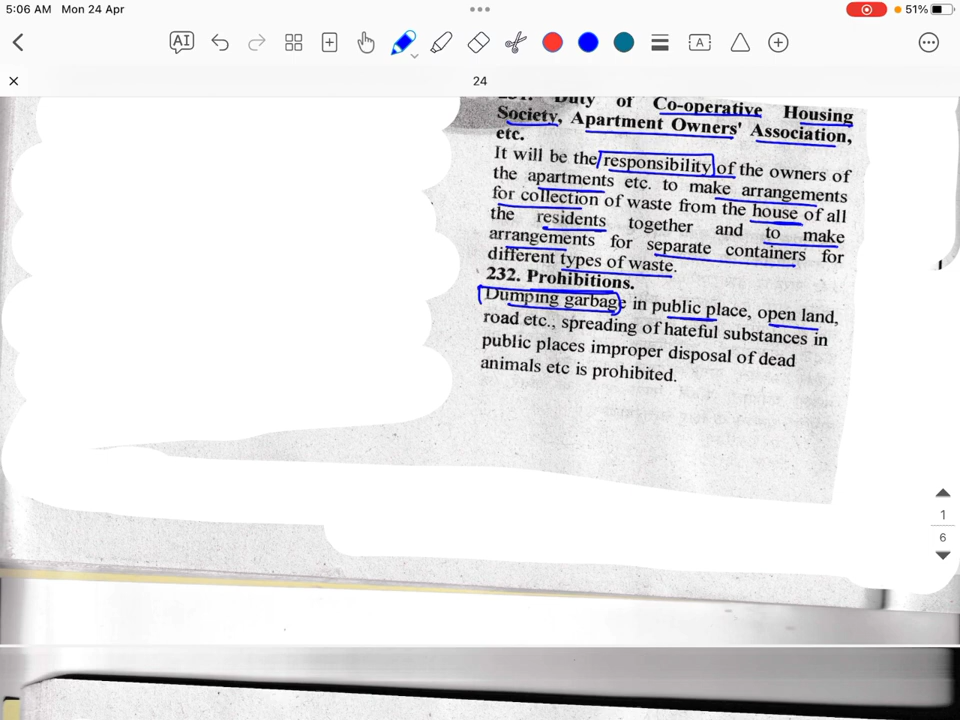 5:06 AM Mon 24 Apr
51%
AI
A
24
Duty of Co-operative Housing
Society, Apartment Owners' Association,
etc.
It will be the responsibility of the owners of
the apartments etc. to make arrangements
for collection of waste from the house of all
the residents together and to make
arrangements for separate containers for
different types of waste.
232. Prohibitions.
Dumping garbage in public place, open land,
road etc., spreading of hateful substances in
public places improper disposal of dead
animals etc is prohibited.
1
6